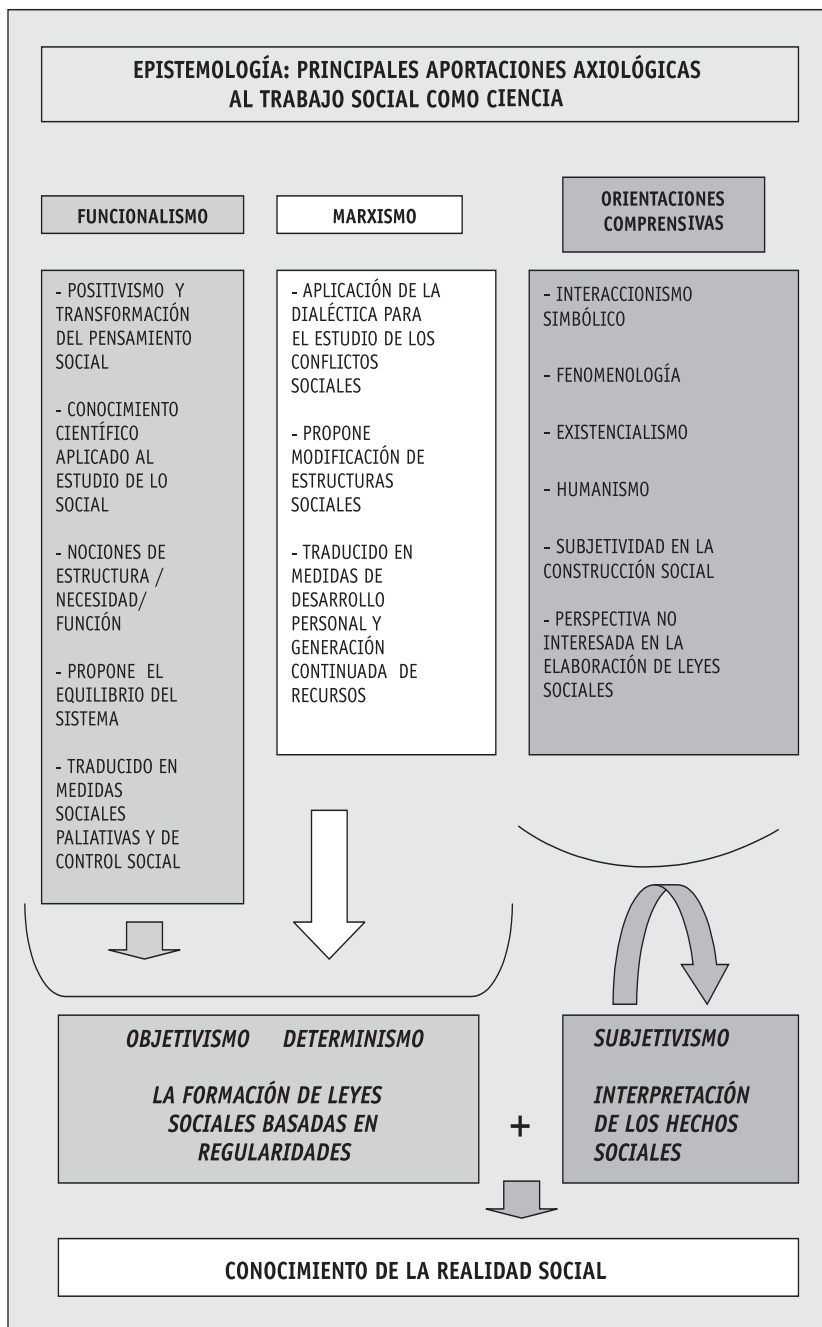 EPISTEMOLOGÍA: PRINCIPALES APORTACIONES AXIOLÓGICAS
AL TRABAJO SOCIAL COMO CIENCIA
FUNCIONALISMO
- POSITIVISMO Y
TRANSFORMACIÓN
DEL PENSAMIENTO
SOCIAL
- CONOCIMIENTO
CIENTÍFICO
APLICADO AL
ESTUDIO DE LO
SOCIAL
- NOCIONES DE
ESTRUCTURA /
NECESIDAD/
FUNCIÓN
- PROPONE EL
EQUILIBRIO DEL
SISTEMA
- TRADUCIDO EN
MEDIDAS
SOCIALES
PALIATIVAS Y DE
CONTROL SOCIAL
MARXISMO
- APLICACIÓN DE LA
DIALÉCTICA PARA
EL ESTUDIO DE LOS
CONFLICTOS
SOCIALES
- PROPONE
MODIFICACIÓN DE
ESTRUCTURAS
SOCIALES
- TRADUCIDO EN
MEDIDAS DE
DESARROLLO
PERSONAL Y
GENERACIÓN
CONTINUADA DE
RECURSOS
ORIENTACIONES
COMPRENSIVAS
- INTERACCIONISMO
SIMBÓLICO
- FENOMENOLOGÍA
- EXISTENCIALISMO
- HUMANISMO
- SUBJETIVIDAD EN LA
CONSTRUCCIÓN SOCIAL
- PERSPECTIVA NO
INTERESADA EN LA
ELABORACIÓN DE LEYES
SOCIALES
OBJETIVISMO DETERMINISMO
LA FORMACIÓN DE LEYES
SOCIALES BASADAS EN
REGULARIDADES
+
SUBJETIVISMO
INTERPRETACIÓN
DE LOS HECHOS
SOCIALES
CONOCIMIENTO DE LA REALIDAD SOCIAL